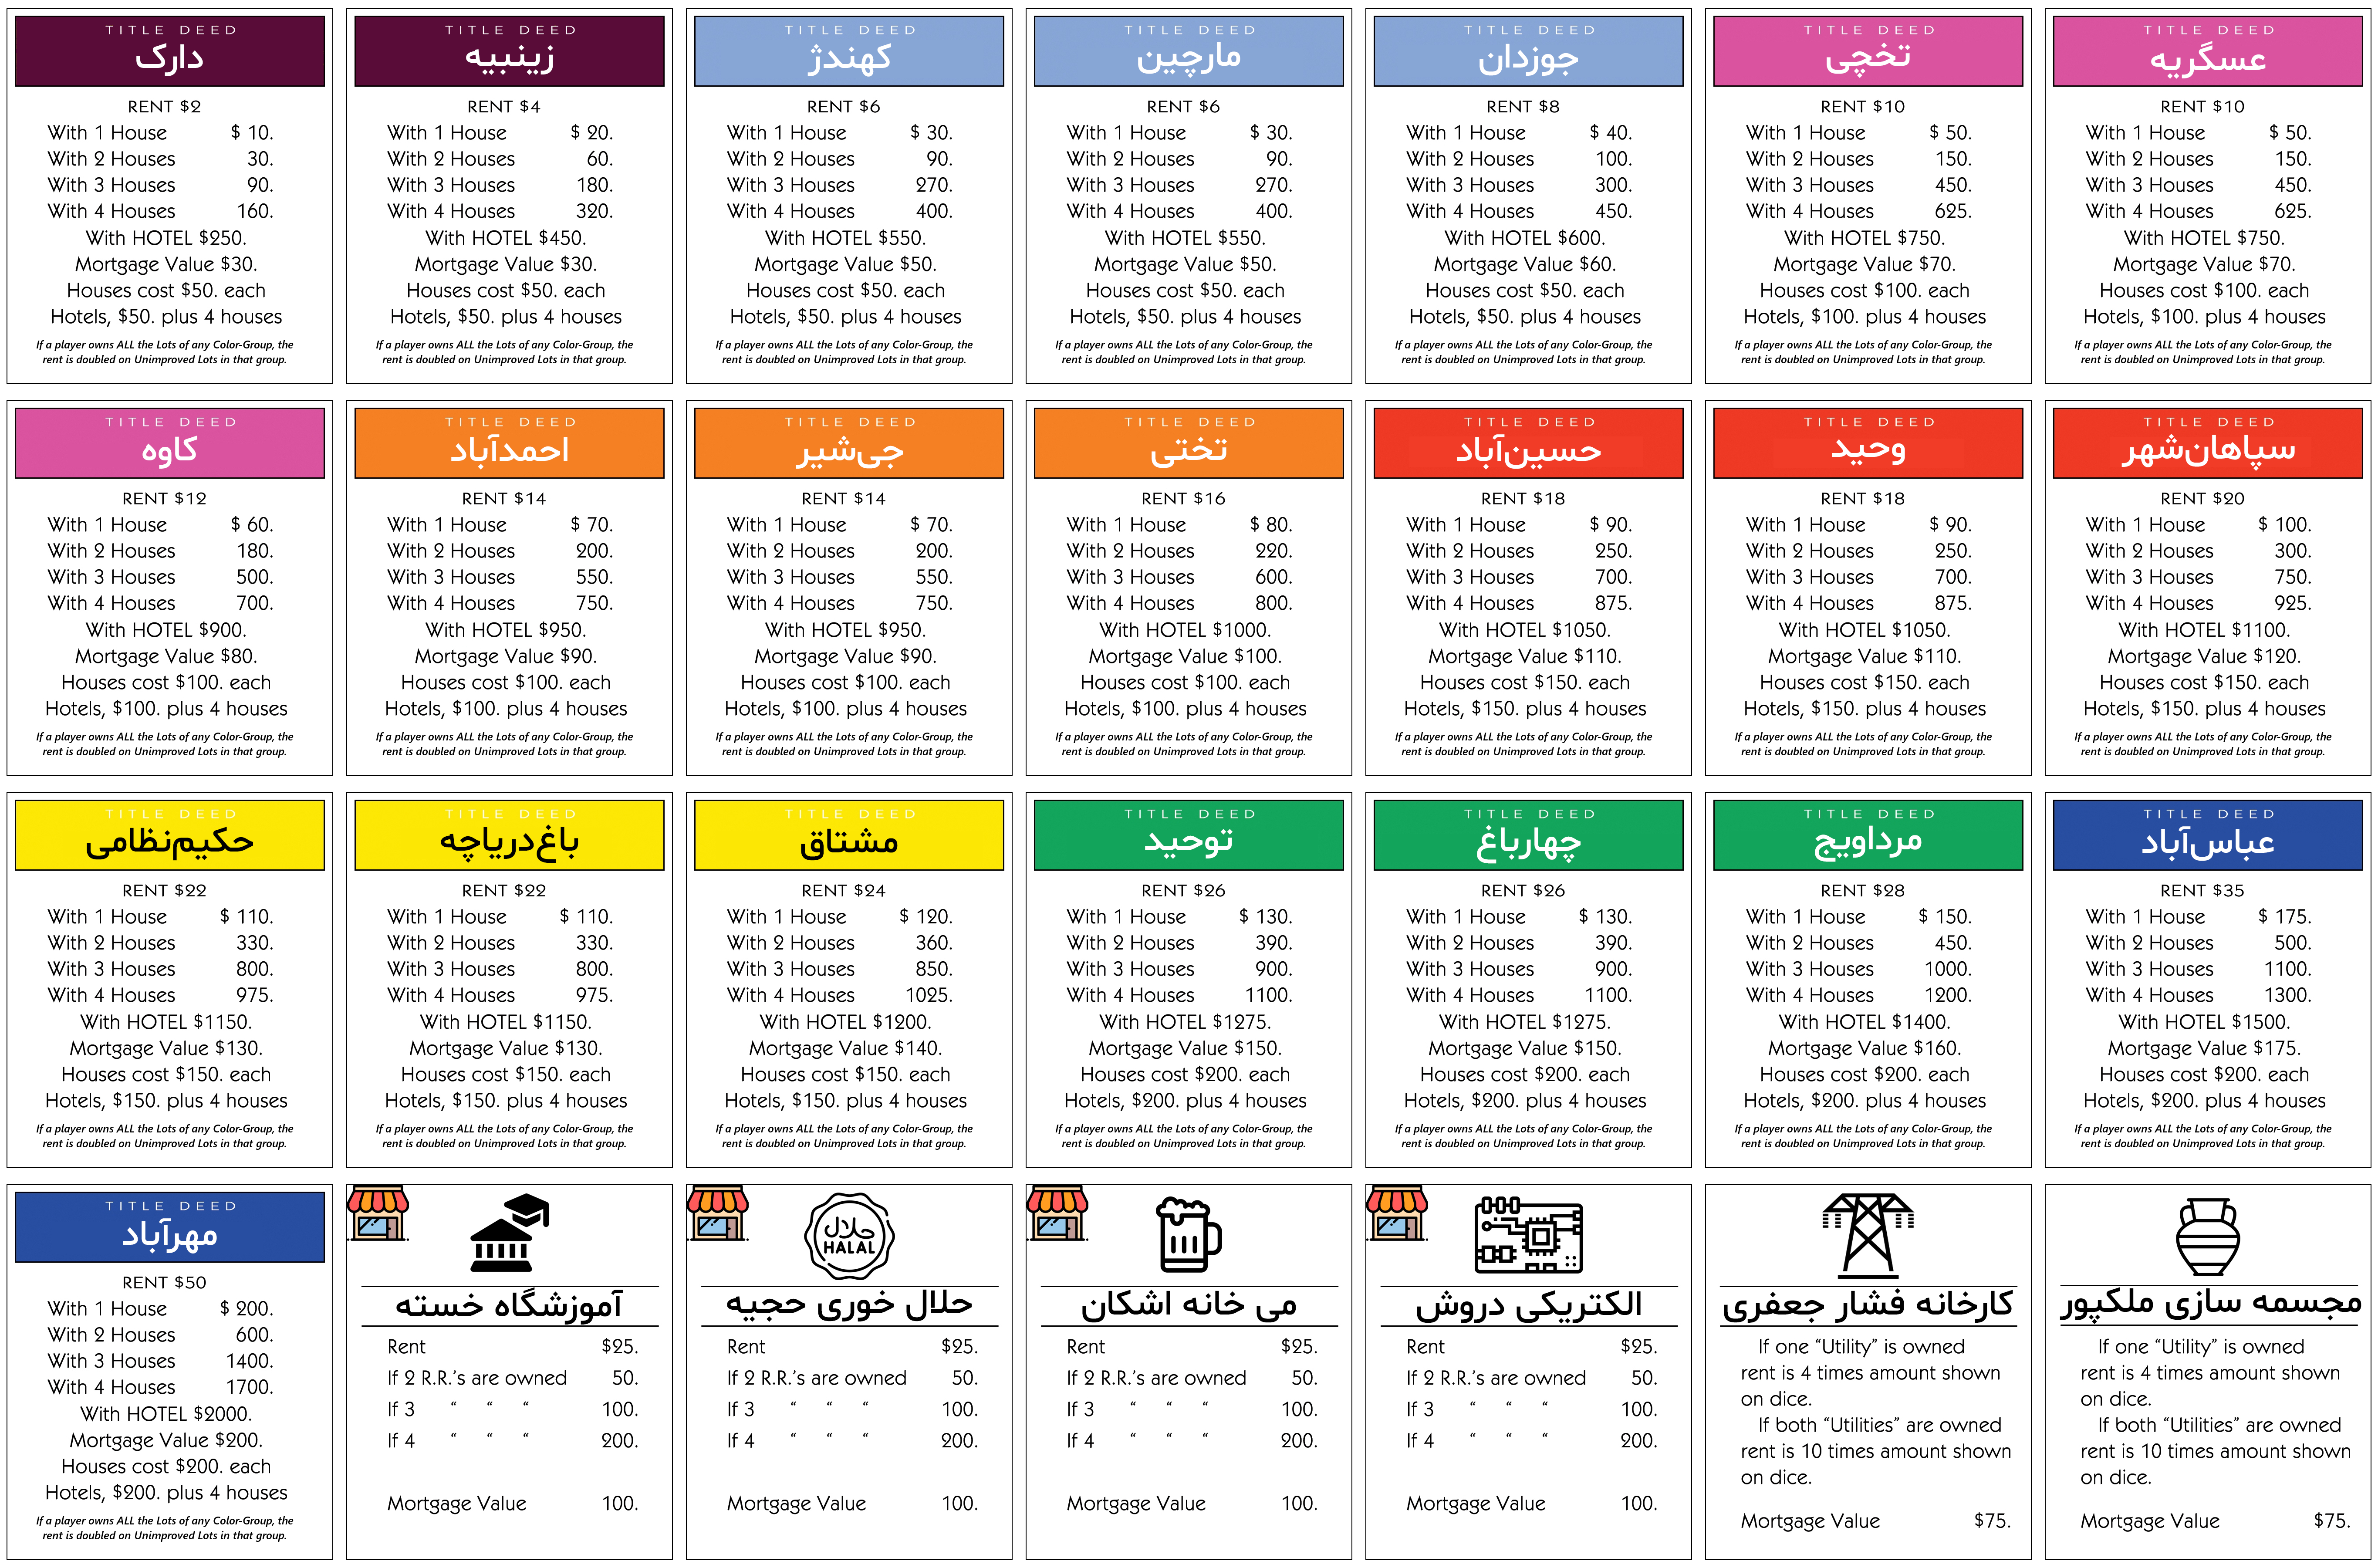 TITLE DEED
دارک
RENT $2
With 1 House $ 10.
With 2 Houses 30.
With 3 Houses 90.
With 4 Houses 160.
With HOTEL $250.
Mortgage Value $30.
Houses cost $50. each
Hotels, $50. plus 4 houses
If a player owns ALL the Lots of any Color-Group, the
rent is doubled on Unimproved Lots in that group.
TITLE DEED
زینبیه
RENT $4
With 1 House $ 20.
With 2 Houses 60.
With 3 Houses 180.
With 4 Houses 320.
With HOTEL $450.
Mortgage Value $30.
Houses cost $50. each
Hotels, $50. plus 4 houses
If a player owns ALL the Lots of any Color-Group, the
rent is doubled on Unimproved Lots in that group.
TITLE DEED
کهندژ
RENT $6
With 1 House $ 30.
With 2 Houses 90.
With 3 Houses 270.
With 4 Houses 400.
With HOTEL $550.
Mortgage Value $50.
Houses cost $50. each
Hotels, $50. plus 4 houses
If a player owns ALL the Lots of any Color-Group, the
rent is doubled on Unimproved Lots in that group.
TITLE DEED
مارچین
RENT $6
With 1 House $ 30.
With 2 Houses 90.
With 3 Houses 270.
With 4 Houses 400.
With HOTEL $550.
Mortgage Value $50.
Houses cost $50. each
Hotels, $50. plus 4 houses
If a player owns ALL the Lots of any Color-Group, the
rent is doubled on Unimproved Lots in that group.
TITLE DEED
جوزدان
RENT $8
With 1 House $ 40.
With 2 Houses 100.
With 3 Houses 300.
With 4 Houses 450.
With HOTEL $600.
Mortgage Value $60.
Houses cost $50. each
Hotels, $50. plus 4 houses
If a player owns ALL the Lots of any Color-Group, the
rent is doubled on Unimproved Lots in that group.
TITLE DEED
تخچی
RENT $10
With 1 House $ 50.
With 2 Houses 150.
With 3 Houses 450.
With 4 Houses 625.
With HOTEL $750.
Mortgage Value $70.
Houses cost $100. each
Hotels, $100. plus 4 houses
If a player owns ALL the Lots of any Color-Group, the
rent is doubled on Unimproved Lots in that group.
TITLE DEED
عسگریه
RENT $10
With 1 House $ 50.
With 2 Houses 150.
With 3 Houses 450.
With 4 Houses 625.
With HOTEL $750.
Mortgage Value $70.
Houses cost $100. each
Hotels, $100. plus 4 houses
If a player owns ALL the Lots of any Color-Group, the
rent is doubled on Unimproved Lots in that group.
TITLE DEED
کاوه
RENT $12
With 1 House $ 60.
With 2 Houses 180.
With 3 Houses 500.
With 4 Houses 700.
With HOTEL $900.
Mortgage Value $80.
Houses cost $100. each
Hotels, $100. plus 4 houses
If a player owns ALL the Lots of any Color-Group, the
rent is doubled on Unimproved Lots in that group.
TITLE DEED
احمدآباد
RENT $14
With 1 House $ 70.
With 2 Houses 200.
With 3 Houses 550.
With 4 Houses 750.
With HOTEL $950.
Mortgage Value $90.
Houses cost $100. each
Hotels, $100. plus 4 houses
If a player owns ALL the Lots of any Color-Group, the
rent is doubled on Unimproved Lots in that group.
TITLE DEED
جی‌شیر
RENT $14
With 1 House $ 70.
With 2 Houses 200.
With 3 Houses 550.
With 4 Houses 750.
With HOTEL $950.
Mortgage Value $90.
Houses cost $100. each
Hotels, $100. plus 4 houses
If a player owns ALL the Lots of any Color-Group, the
rent is doubled on Unimproved Lots in that group.
TITLE DEED
تختی
RENT $16
With 1 House $ 80.
With 2 Houses 220.
With 3 Houses 600.
With 4 Houses 800.
With HOTEL $1000.
Mortgage Value $100.
Houses cost $100. each
Hotels, $100. plus 4 houses
If a player owns ALL the Lots of any Color-Group, the
rent is doubled on Unimproved Lots in that group.
TITLE DEED
حسین‌آباد
RENT $18
With 1 House $ 90.
With 2 Houses 250.
With 3 Houses 700.
With 4 Houses 875.
With HOTEL $1050.
Mortgage Value $110.
Houses cost $150. each
Hotels, $150. plus 4 houses
If a player owns ALL the Lots of any Color-Group, the
rent is doubled on Unimproved Lots in that group.
TITLE DEED
وحید
RENT $18
With 1 House $ 90.
With 2 Houses 250.
With 3 Houses 700.
With 4 Houses 875.
With HOTEL $1050.
Mortgage Value $110.
Houses cost $150. each
Hotels, $150. plus 4 houses
If a player owns ALL the Lots of any Color-Group, the
rent is doubled on Unimproved Lots in that group.
TITLE DEED
سپاهان‌شهر
RENT $20
With 1 House $ 100.
With 2 Houses 300.
With 3 Houses 750.
With 4 Houses 925.
With HOTEL $1100.
Mortgage Value $120.
Houses cost $150. each
Hotels, $150. plus 4 houses
If a player owns ALL the Lots of any Color-Group, the
rent is doubled on Unimproved Lots in that group.
TITLE DEED
حکیم‌نظامی
RENT $22
With 1 House $ 110.
With 2 Houses 330.
With 3 Houses 800.
With 4 Houses 975.
With HOTEL $1150.
Mortgage Value $130.
Houses cost $150. each
Hotels, $150. plus 4 houses
If a player owns ALL the Lots of any Color-Group, the
rent is doubled on Unimproved Lots in that group.
TITLE DEED
باغ‌دریاچه
RENT $22
With 1 House $ 110.
With 2 Houses 330.
With 3 Houses 800.
With 4 Houses 975.
With HOTEL $1150.
Mortgage Value $130.
Houses cost $150. each
Hotels, $150. plus 4 houses
If a player owns ALL the Lots of any Color-Group, the
rent is doubled on Unimproved Lots in that group.
TITLE DEED
مشتاق
RENT $24
With 1 House $ 120.
With 2 Houses 360.
With 3 Houses 850.
With 4 Houses 1025.
With HOTEL $1200.
Mortgage Value $140.
Houses cost $150. each
Hotels, $150. plus 4 houses
If a player owns ALL the Lots of any Color-Group, the
rent is doubled on Unimproved Lots in that group.
TITLE DEED
توحید
RENT $26
With 1 House $ 130.
With 2 Houses 390.
With 3 Houses 900.
With 4 Houses 1100.
With HOTEL $1275.
Mortgage Value $150.
Houses cost $200. each
Hotels, $200. plus 4 houses
If a player owns ALL the Lots of any Color-Group, the
rent is doubled on Unimproved Lots in that group.
TITLE DEED
چهارباغ
RENT $26
With 1 House $ 130.
With 2 Houses 390.
With 3 Houses 900.
With 4 Houses 1100.
With HOTEL $1275.
Mortgage Value $150.
Houses cost $200. each
Hotels, $200. plus 4 houses
If a player owns ALL the Lots of any Color-Group, the
rent is doubled on Unimproved Lots in that group.
TITLE DEED
مرداویج
RENT $28
With 1 House $ 150.
With 2 Houses 450.
With 3 Houses 1000.
With 4 Houses 1200.
With HOTEL $1400.
Mortgage Value $160.
Houses cost $200. each
Hotels, $200. plus 4 houses
If a player owns ALL the Lots of any Color-Group, the
rent is doubled on Unimproved Lots in that group.
TITLE DEED
عباس‌آباد
RENT $35
With 1 House $ 175.
With 2 Houses 500.
With 3 Houses 1100.
With 4 Houses 1300.
With HOTEL $1500.
Mortgage Value $175.
Houses cost $200. each
Hotels, $200. plus 4 houses
If a player owns ALL the Lots of any Color-Group, the
rent is doubled on Unimproved Lots in that group.
TITLE DEED
مهرآباد
RENT $50
With 1 House $ 200.
With 2 Houses 600.
With 3 Houses 1400.
With 4 Houses 1700.
With HOTEL $2000.
Mortgage Value $200.
Houses cost $200. each
Hotels, $200. plus 4 houses
If a player owns ALL the Lots of any Color-Group, the
rent is doubled on Unimproved Lots in that group.
آموزشگاه خسته
Rent $25.
If 2 R.R.’s are owned 50.
If 3 “ “ “ 100.
If 4 “ “ “ 200.
Mortgage Value 100.
حلال
HALAL
حلال خوری حجیه
Rent $25.
If 2 R.R.’s are owned 50.
If 3 “ “ “ 100.
If 4 “ “ “ 200.
Mortgage Value 100.
می خانه اشکان
Rent $25.
If 2 R.R.’s are owned 50.
If 3 “ “ “ 100.
If 4 “ “ “ 200.
Mortgage Value 100.
الکتریکی دروش
Rent $25.
If 2 R.R.’s are owned 50.
If 3 “ “ “ 100.
If 4 “ “ “ 200.
Mortgage Value 100.
کارخانه فشار جعفری
If one “Utility” is owned
rent is 4 times amount shown
on dice.
If both “Utilities” are owned
rent is 10 times amount shown
on dice.
Mortgage Value $75.
مجسمه سازی ملکپور
If one “Utility” is owned
rent is 4 times amount shown
on dice.
If both “Utilities” are owned
rent is 10 times amount shown
on dice.
Mortgage Value $75.